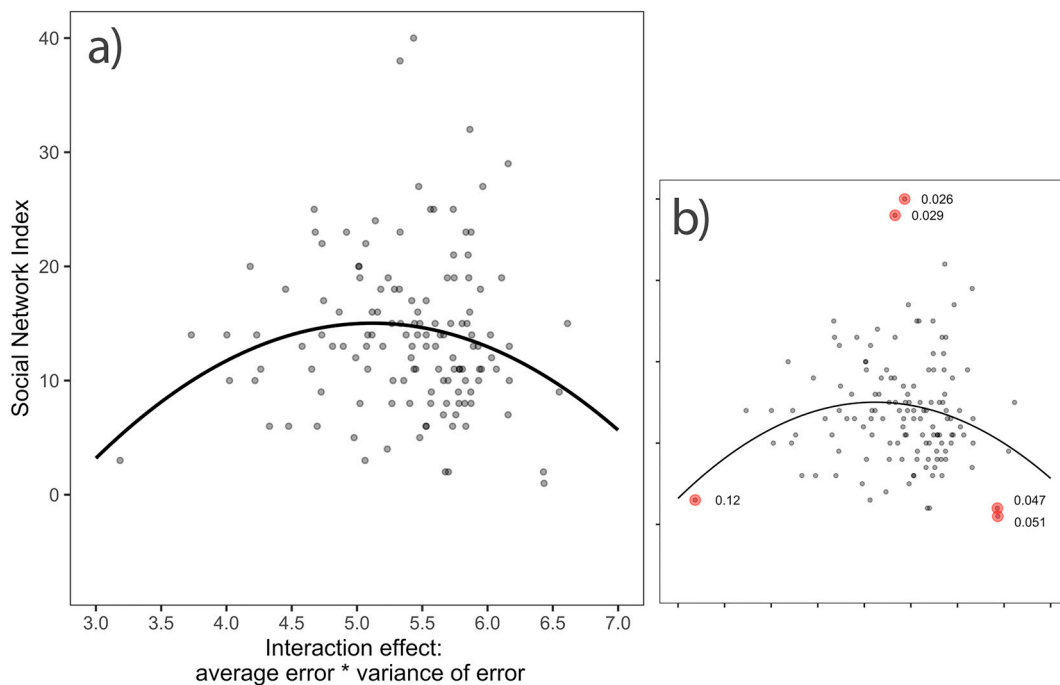 a)
40
30
20
10
0
Social Network Index
3.0 3.5 4.0 4.5 5.0 5.5 6.0 6.5 7.0
Interaction effect:
average error * variance of error
b)
0.026
0.029
0.12
0.047
0.051